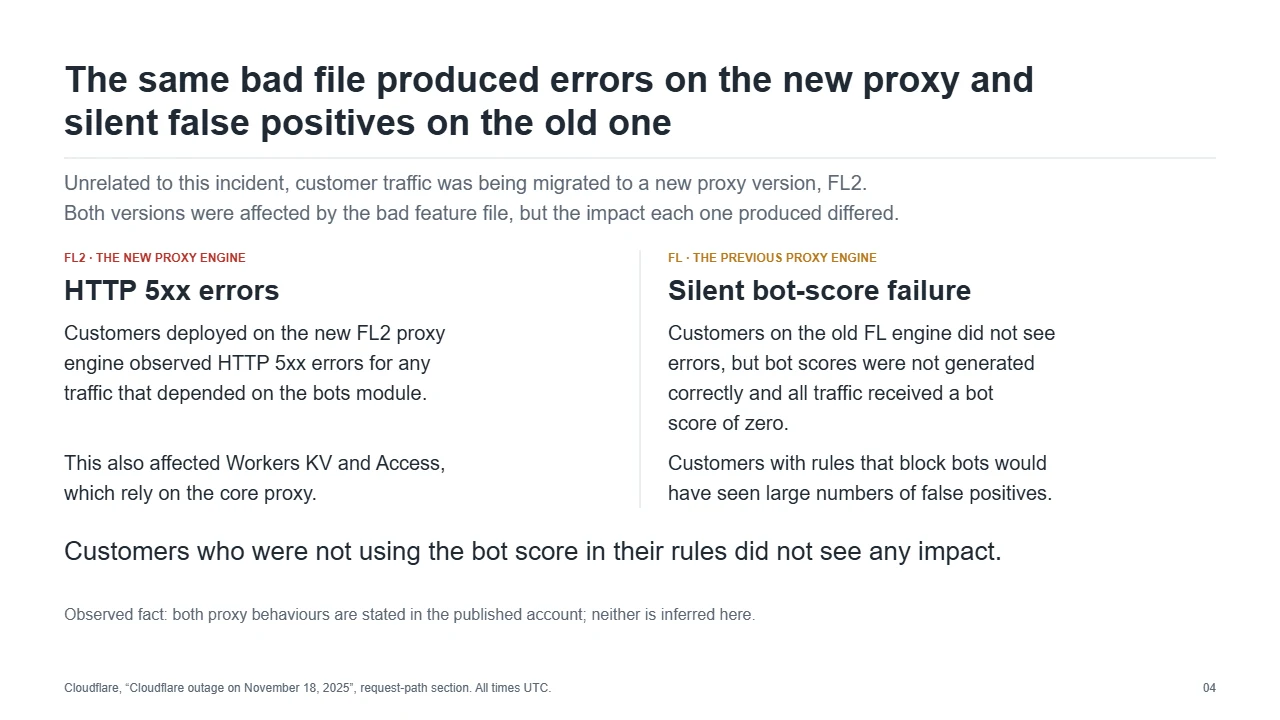 The same bad file produced errors on the new proxy and
silent false positives on the old one
Unrelated to this incident, customer traffic was being migrated to a new proxy version, FL2.
Both versions were affected by the bad feature file, but the impact each one produced differed.
FL2 · THE NEW PROXY ENGINE
HTTP 5xx errors
Customers deployed on the new FL2 proxy
engine observed HTTP 5xx errors for any
traffic that depended on the bots module.
This also affected Workers KV and Access,
which rely on the core proxy.
FL · THE PREVIOUS PROXY ENGINE
Silent bot-score failure
Customers on the old FL engine did not see
errors, but bot scores were not generated
correctly and all traffic received a bot
score of zero.
Customers with rules that block bots would
have seen large numbers of false positives.
Customers who were not using the bot score in their rules did not see any impact.
Observed fact: both proxy behaviours are stated in the published account; neither is inferred here.
Cloudflare, “Cloudflare outage on November 18, 2025”, request-path section. All times UTC.
04